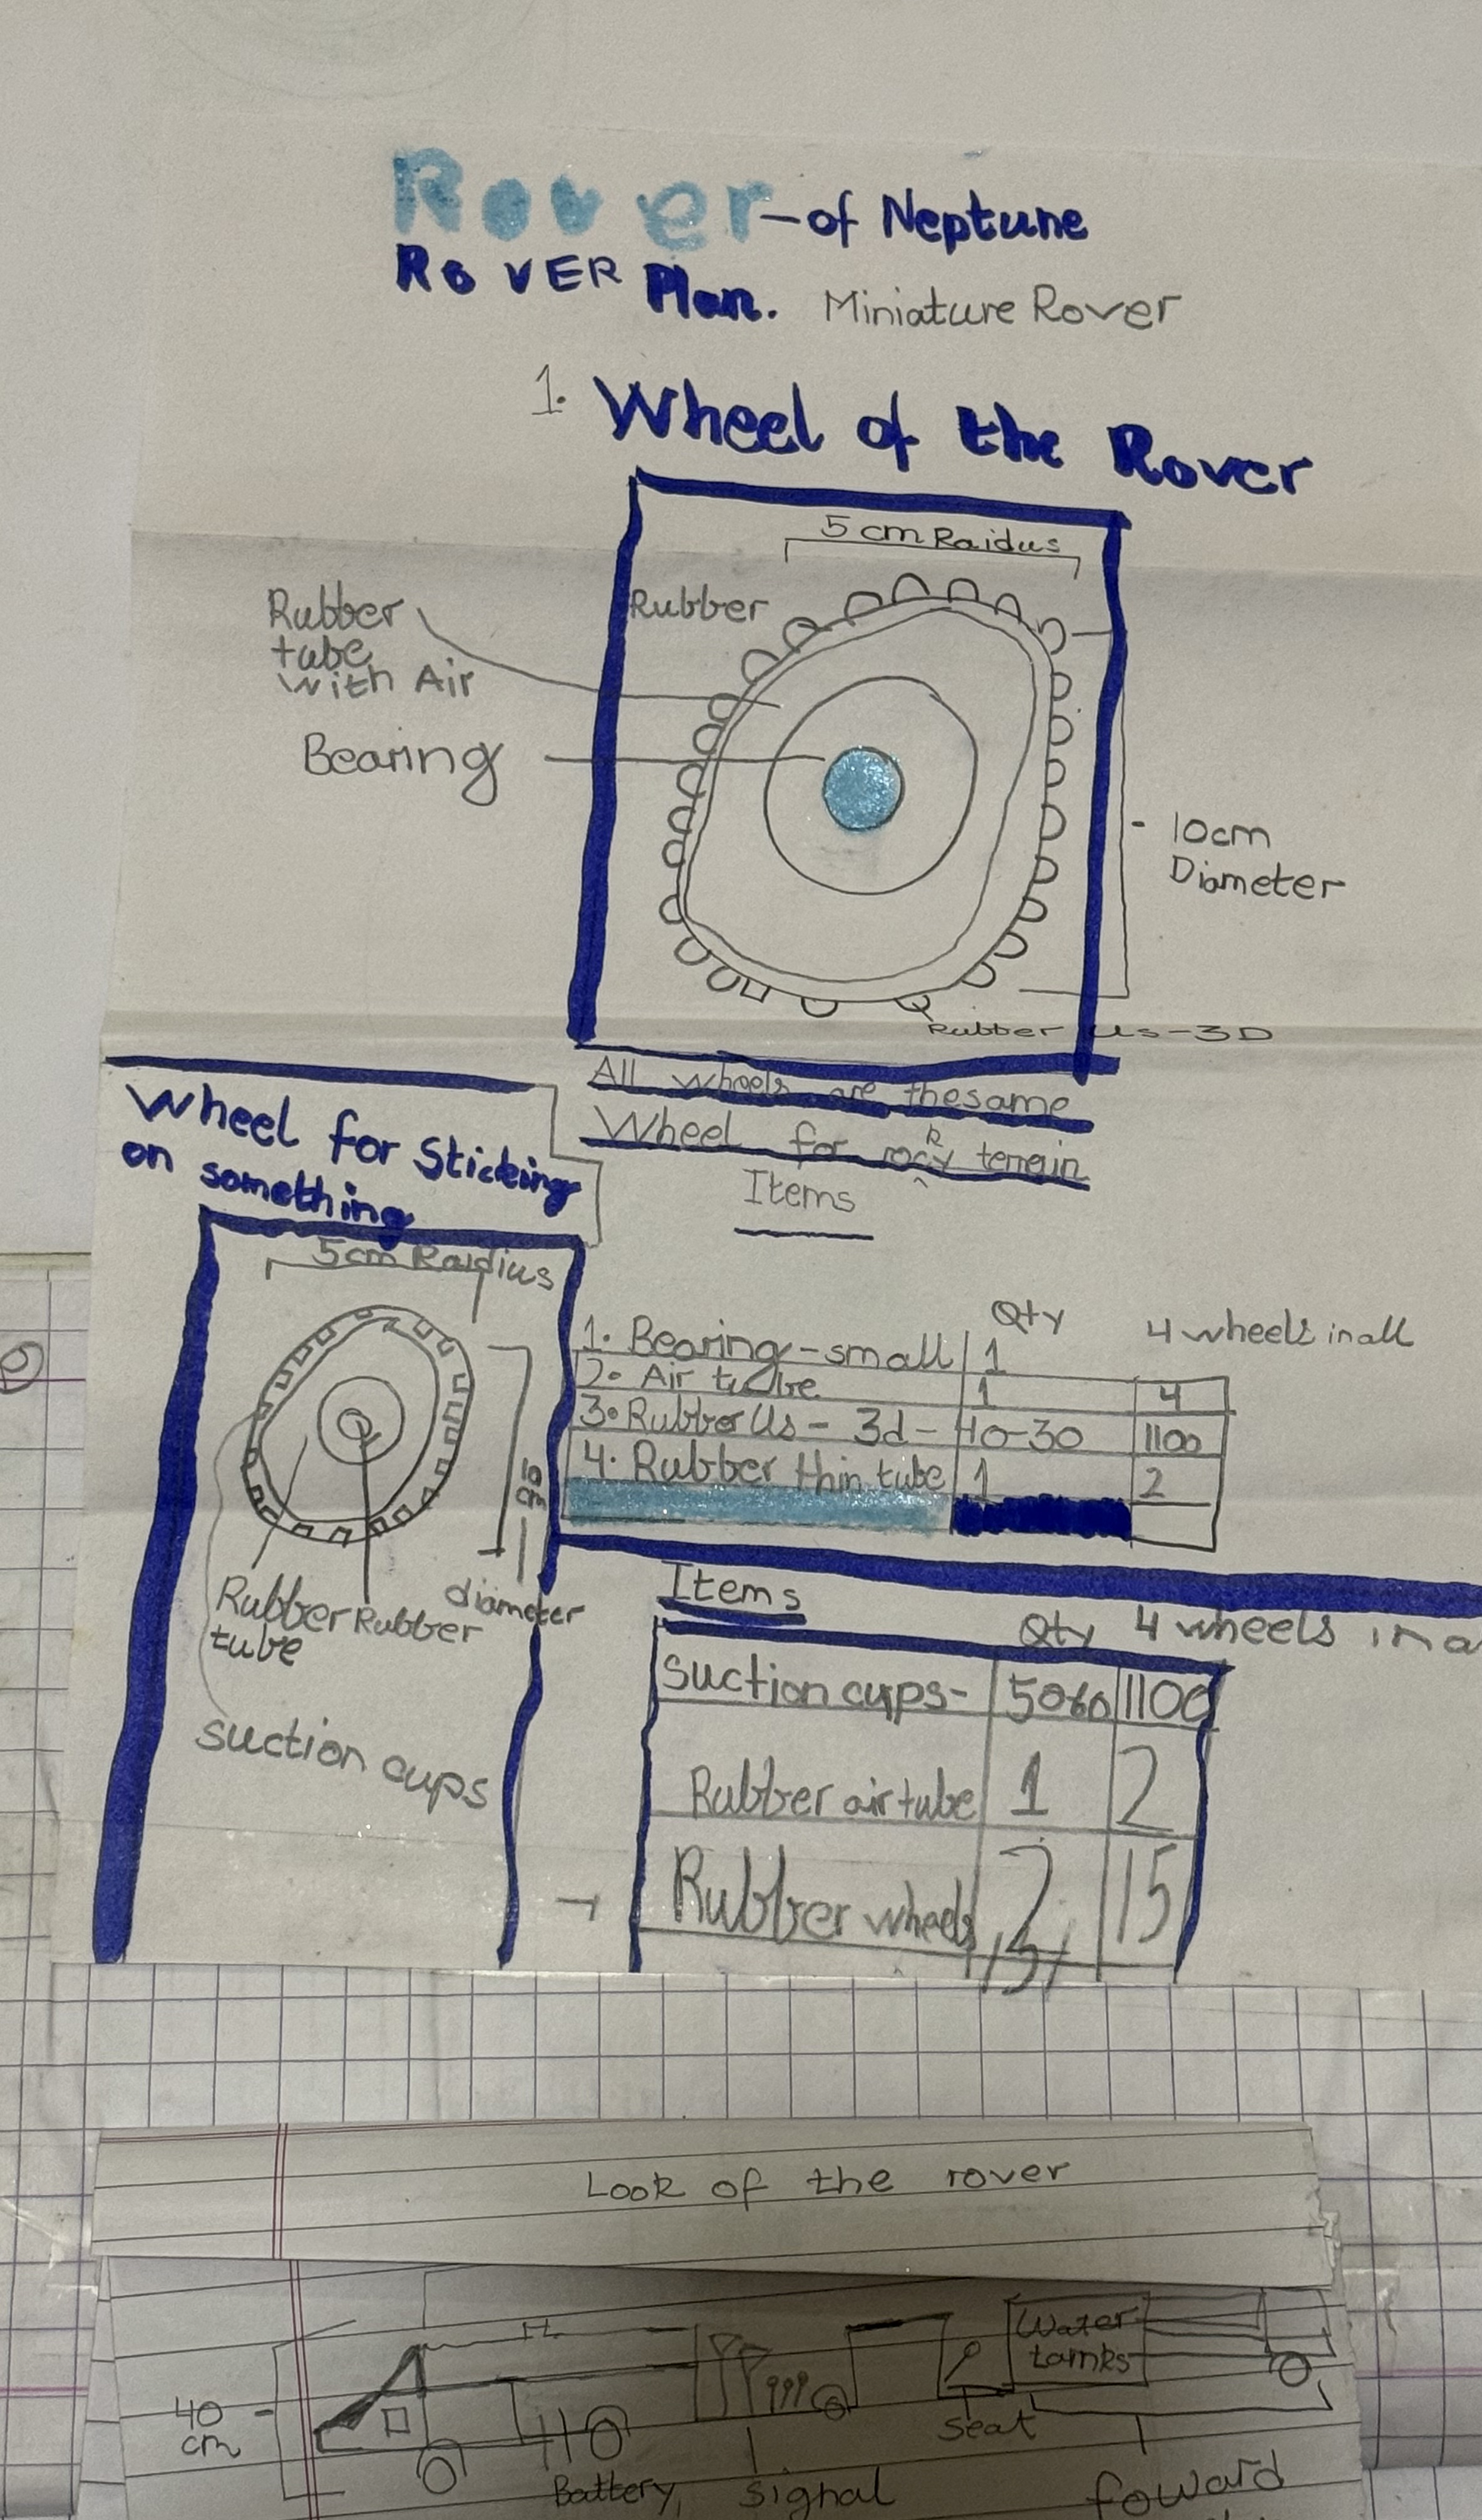 Rover - of Neptune
ROVER Plan. Miniature Rover
1. Wheel of the Rover
5 cm Raidus
Rubber
Rubber
tube
with Air
Bearing
- 10cm
Diameter
Rubber Us-3D
All wheels are thesame
Wheel for rocRy terrain
Items
Wheel for Sticking
on something
5cm Raidius
10
cm
diameter
Rubber
tube
Rubber
suction cups
Qty 4 wheels in all
1. Bearing-small 1
2. Air tube 1 4
3. Rubber Us - 3d - 40-30 1100
4. Rubber thin tube 1 2
Items
Qty 4 wheels in a
suction cups- 1100
Rubber air tube 1 2
Rubber wheels 2 15
Look of the rover
Water
tanks
40
cm
seat
Battery, signal
foward